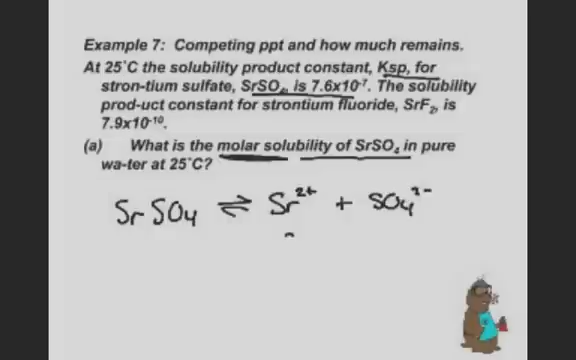 Example 7: Competing ppt and how much remains.
At 25˚C the solubility product constant, Ksp, for
stron-tium sulfate, SrSO₄, is 7.6x10⁻⁷. The solubility
prod-uct constant for strontium fluoride, SrF₂, is
7.9x10⁻¹⁰.
(a) What is the molar solubility of SrSO₄ in pure
wa-ter at 25˚C?
SrSO₄ ⇌ Sr²⁺ + SO₄²⁻